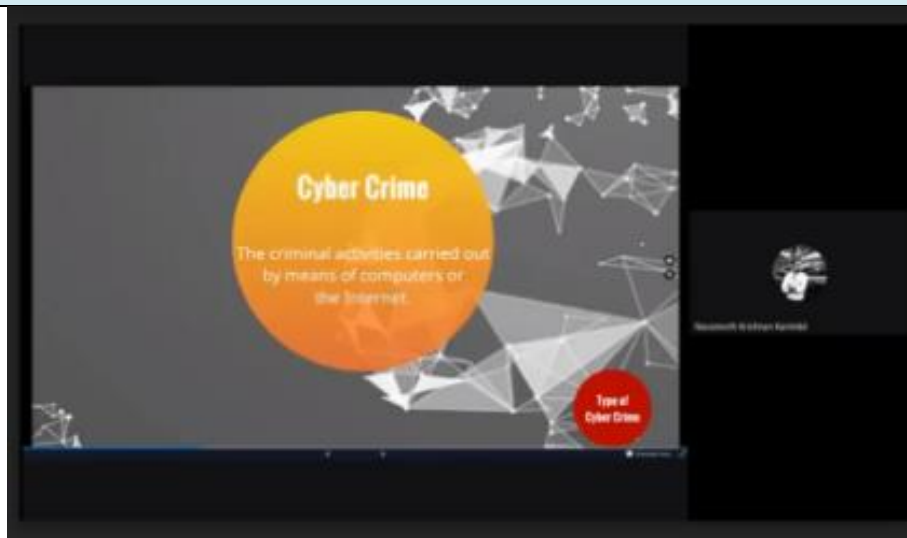 Cyber Crime
The criminal activities carried out
by means of computers or
the Internet.
Type of
Cyber Crime